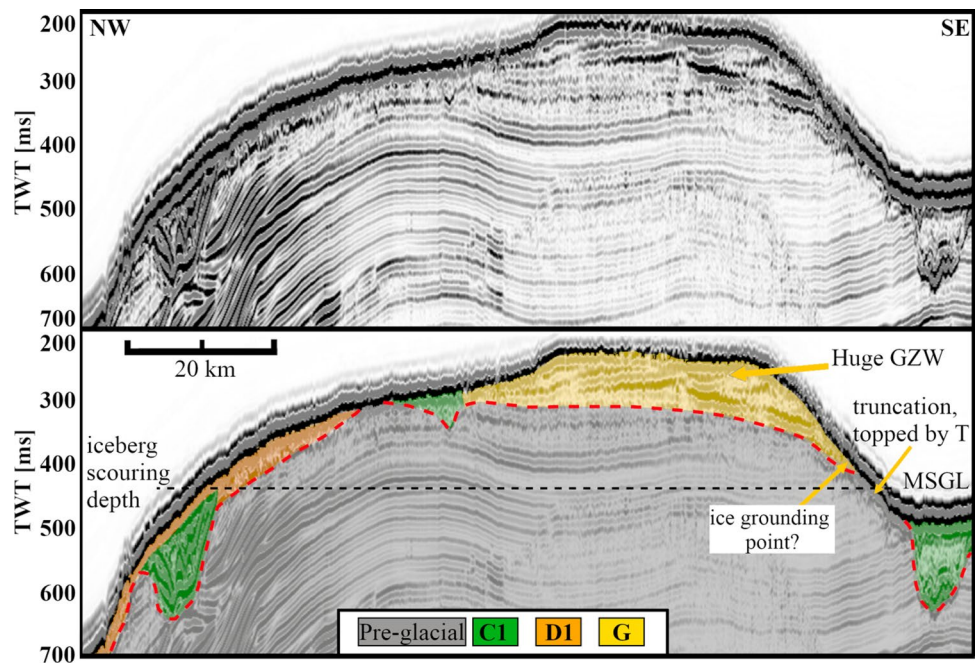 NW
SE
200
300
400
500
600
700
TWT [ms]
20 km
200
300
400
500
600
700
TWT [ms]
Huge GZW
truncation,
topped by T
iceberg
scouring
depth
MSGL
ice grounding
point?
Pre-glacial C1 D1 G